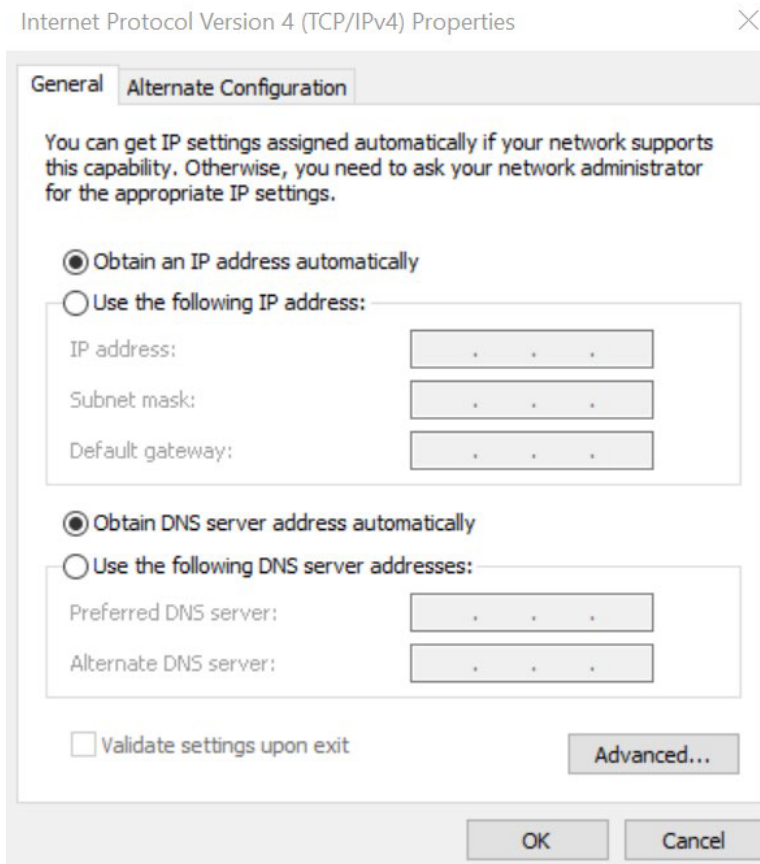 Internet Protocol Version 4 (TCP/IPv4) Properties
General
Alternate Configuration
You can get IP settings assigned automatically if your network supports
this capability. Otherwise, you need to ask your network administrator
for the appropriate IP settings.
Obtain an IP address automatically
Use the following IP address:
IP address:
. . .
Subnet mask:
. . .
Default gateway:
. . .
Obtain DNS server address automatically
Use the following DNS server addresses:
Preferred DNS server:
. . .
Alternate DNS server:
. . .
Validate settings upon exit
Advanced...
OK
Cancel